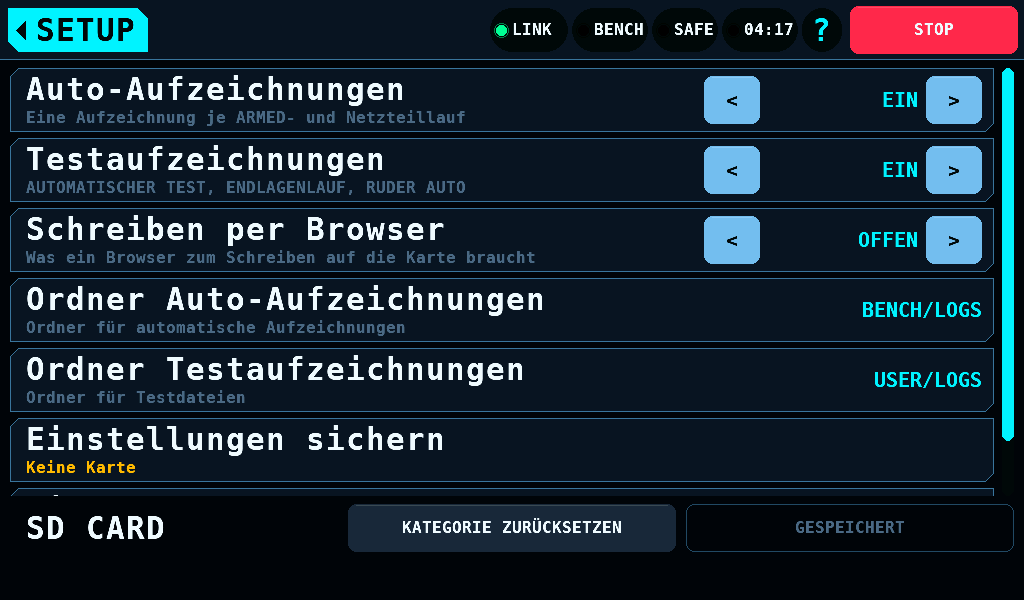 SETUP
LINK
BENCH
SAFE
04:17
?
STOP
Auto-Aufzeichnungen
Eine Aufzeichnung je ARMED- und Netzteillauf
<
EIN
>
Testaufzeichnungen
AUTOMATISCHER TEST, ENDLAGENLAUF, RUDER AUTO
<
EIN
>
Schreiben per Browser
Was ein Browser zum Schreiben auf die Karte braucht
<
OFFEN
>
Ordner Auto-Aufzeichnungen
Ordner für automatische Aufzeichnungen
BENCH/LOGS
Ordner Testaufzeichnungen
Ordner für Testdateien
USER/LOGS
Einstellungen sichern
Keine Karte
SD CARD
KATEGORIE ZURÜCKSETZEN
GESPEICHERT